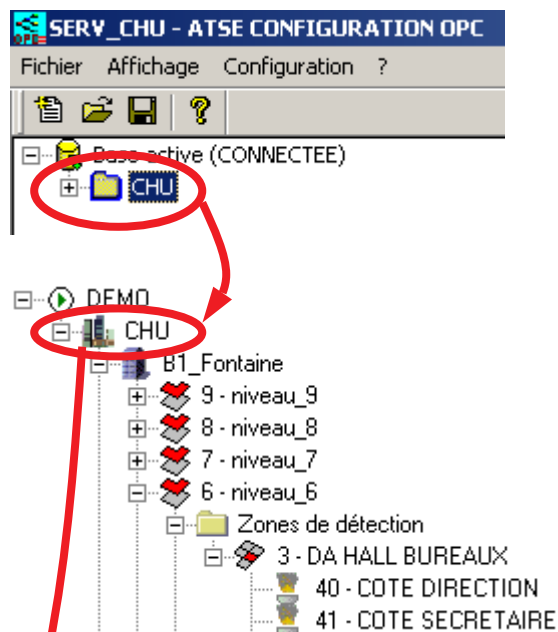 SERV_CHU - ATSE CONFIGURATION OPC
Fichier Affichage Configuration ?
Base active (CONNECTEE)
CHU
DEMO
CHU
B1_Fontaine
9 - niveau_9
8 - niveau_8
7 - niveau_7
6 - niveau_6
Zones de détection
3 - DA HALL BUREAUX
40 - COTE DIRECTION
41 - COTE SECRETAIRE